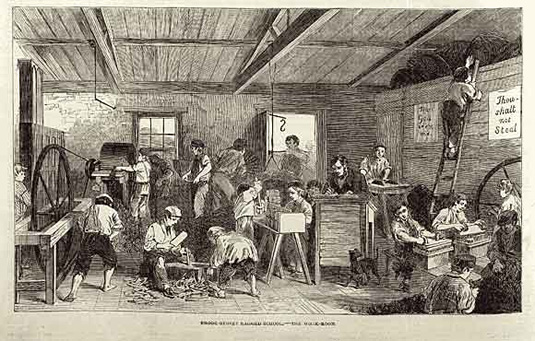 Thou
shalt
not
Steal
BROOK-STREET RAGGED SCHOOL.—THE WORK-ROOM.